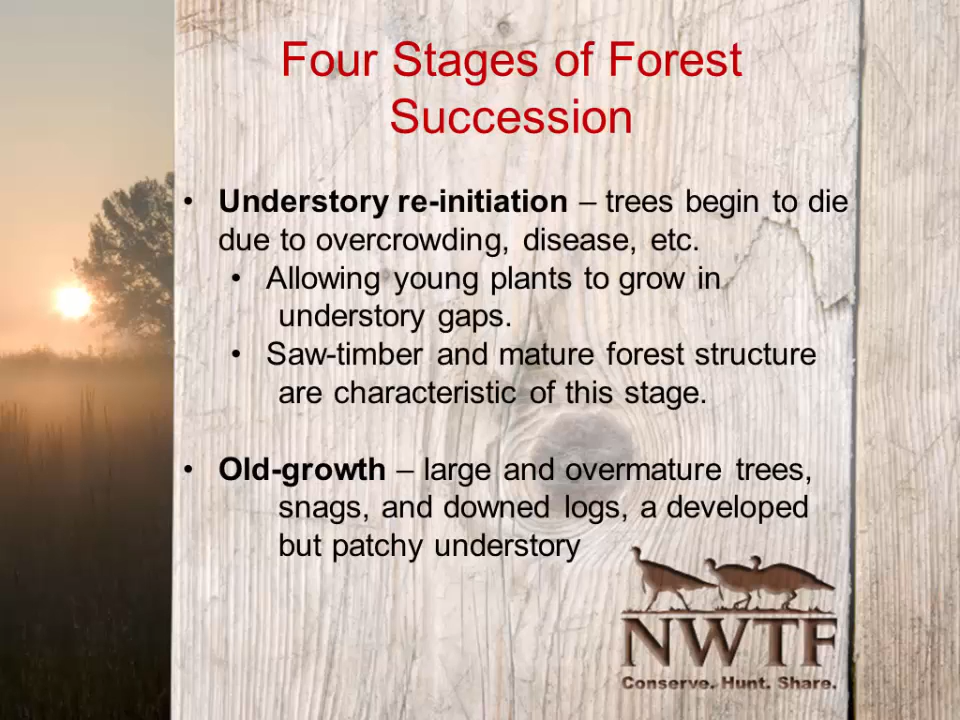 Four Stages of Forest
Succession
• Understory re-initiation – trees begin to die
due to overcrowding, disease, etc.
• Allowing young plants to grow in
understory gaps.
• Saw-timber and mature forest structure
are characteristic of this stage.
• Old-growth – large and overmature trees,
snags, and downed logs, a developed
but patchy understory
NWTF
Conserve. Hunt. Share.